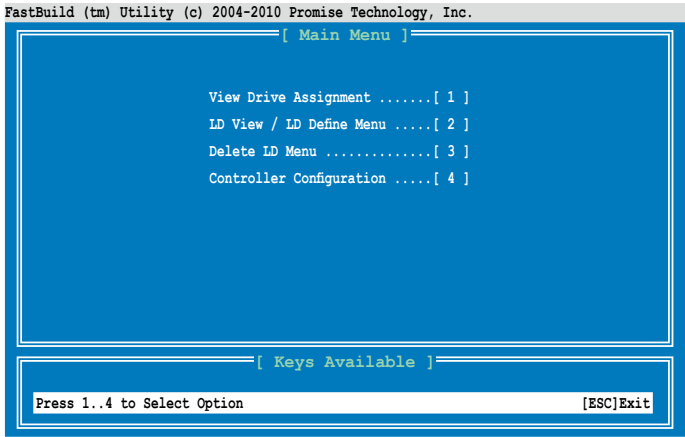 FastBuild (tm) Utility (c) 2004-2010 Promise Technology, Inc.
[ Main Menu ]
View Drive Assignment .......[ 1 ]
LD View / LD Define Menu .....[ 2 ]
Delete LD Menu ..............[ 3 ]
Controller Configuration .....[ 4 ]
[ Keys Available ]
Press 1..4 to Select Option [ESC]Exit